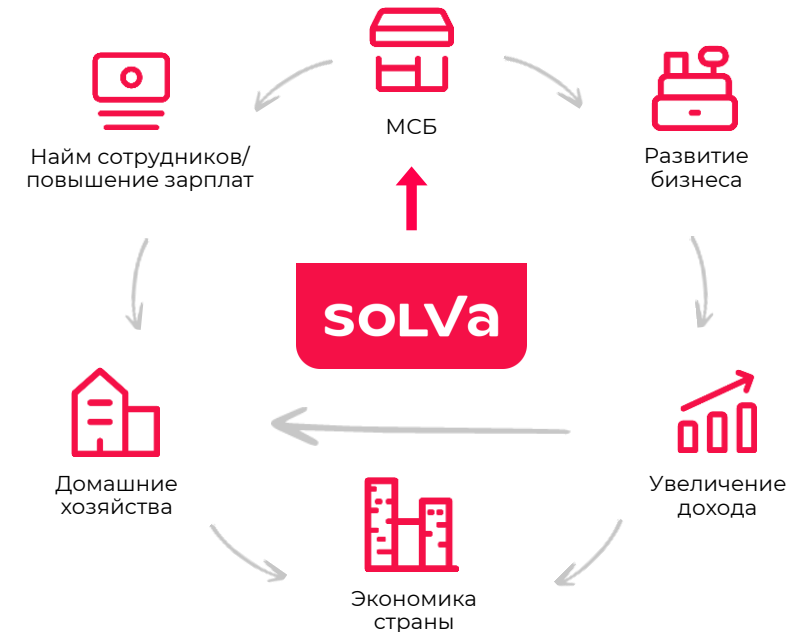 МСБ
Найм сотрудников/
повышение зарплат
Развитие
бизнеса
solva
Домашние
хозяйства
Увеличение
дохода
Экономика
страны